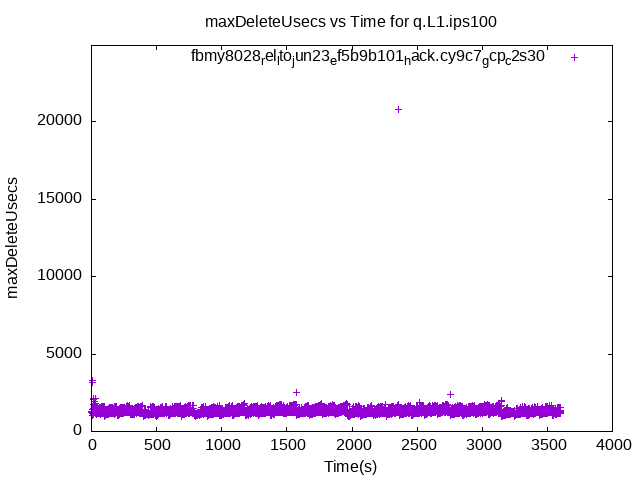 maxDeleteUsecs vs Time for q.L1.ips100
fbmy8028relltojun23ef5b9b101hack.cy9c7gcpc2s30
20000
15000
10000
5000
0
maxDeleteUsecs
0 500 1000 1500 2000 2500 3000 3500 4000
Time(s)